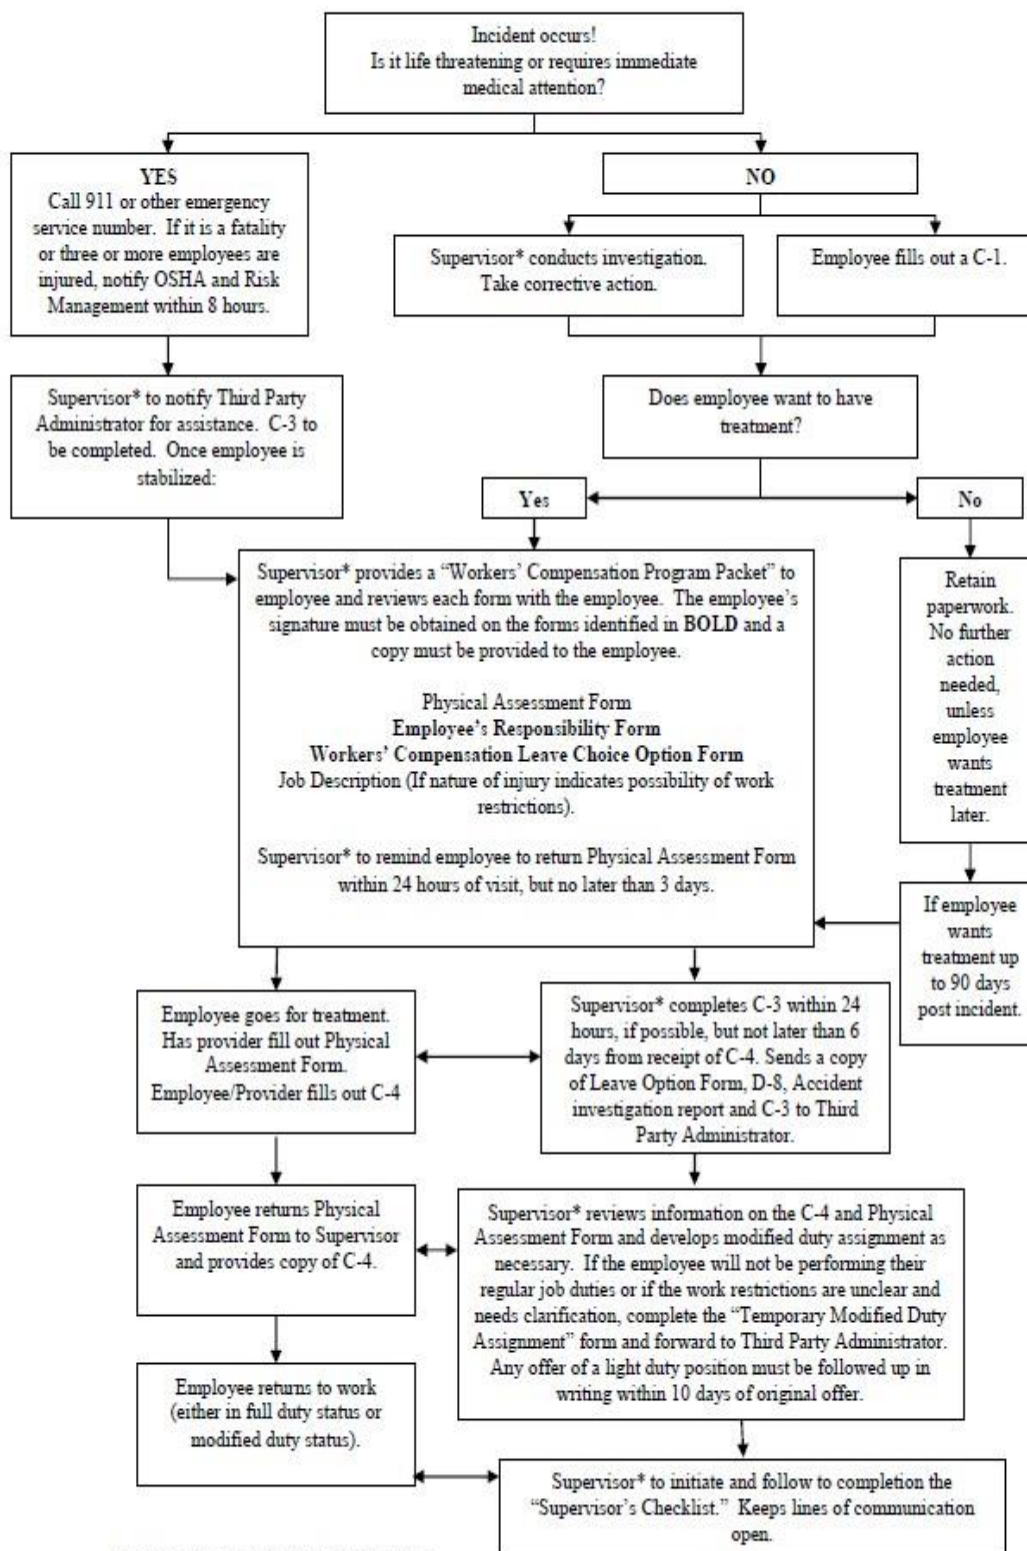 Incident occurs!
Is it life threatening or requires immediate
medical attention?
YES
Call 911 or other emergency
service number. If it is a fatality
or three or more employees are
injured, notify OSHA and Risk
Management within 8 hours.
NO
Supervisor* conducts investigation.
Take corrective action.
Employee fills out a C-1.
Supervisor* to notify Third Party
Administrator for assistance. C-3 to
be completed. Once employee is
stabilized:
Does employee want to have
treatment?
Yes
No
Supervisor* provides a “Workers’ Compensation Program Packet” to
employee and reviews each form with the employee. The employee’s
signature must be obtained on the forms identified in BOLD and a
copy must be provided to the employee.
Physical Assessment Form
Employee’s Responsibility Form
Workers’ Compensation Leave Choice Option Form
Job Description (If nature of injury indicates possibility of work
restrictions).
Supervisor* to remind employee to return Physical Assessment Form
within 24 hours of visit, but no later than 3 days.
Retain
paperwork.
No further
action
needed,
unless
employee
wants
treatment
later.
If employee
wants
treatment up
to 90 days
post incident.
Employee goes for treatment.
Has provider fill out Physical
Assessment Form.
Employee/Provider fills out C-4
Supervisor* completes C-3 within 24
hours, if possible, but not later than 6
days from receipt of C-4. Sends a copy
of Leave Option Form, D-8, Accident
investigation report and C-3 to Third
Party Administrator.
Employee returns Physical
Assessment Form to Supervisor
and provides copy of C-4.
Supervisor* reviews information on the C-4 and Physical
Assessment Form and develops modified duty assignment as
necessary. If the employee will not be performing their
regular job duties or if the work restrictions are unclear and
needs clarification, complete the “Temporary Modified Duty
Assignment” form and forward to Third Party Administrator.
Any offer of a light duty position must be followed up in
writing within 10 days of original offer.
Employee returns to work
(either in full duty status or
modified duty status).
Supervisor* to initiate and follow to completion the
“Supervisor’s Checklist.” Keeps lines of communication
open.